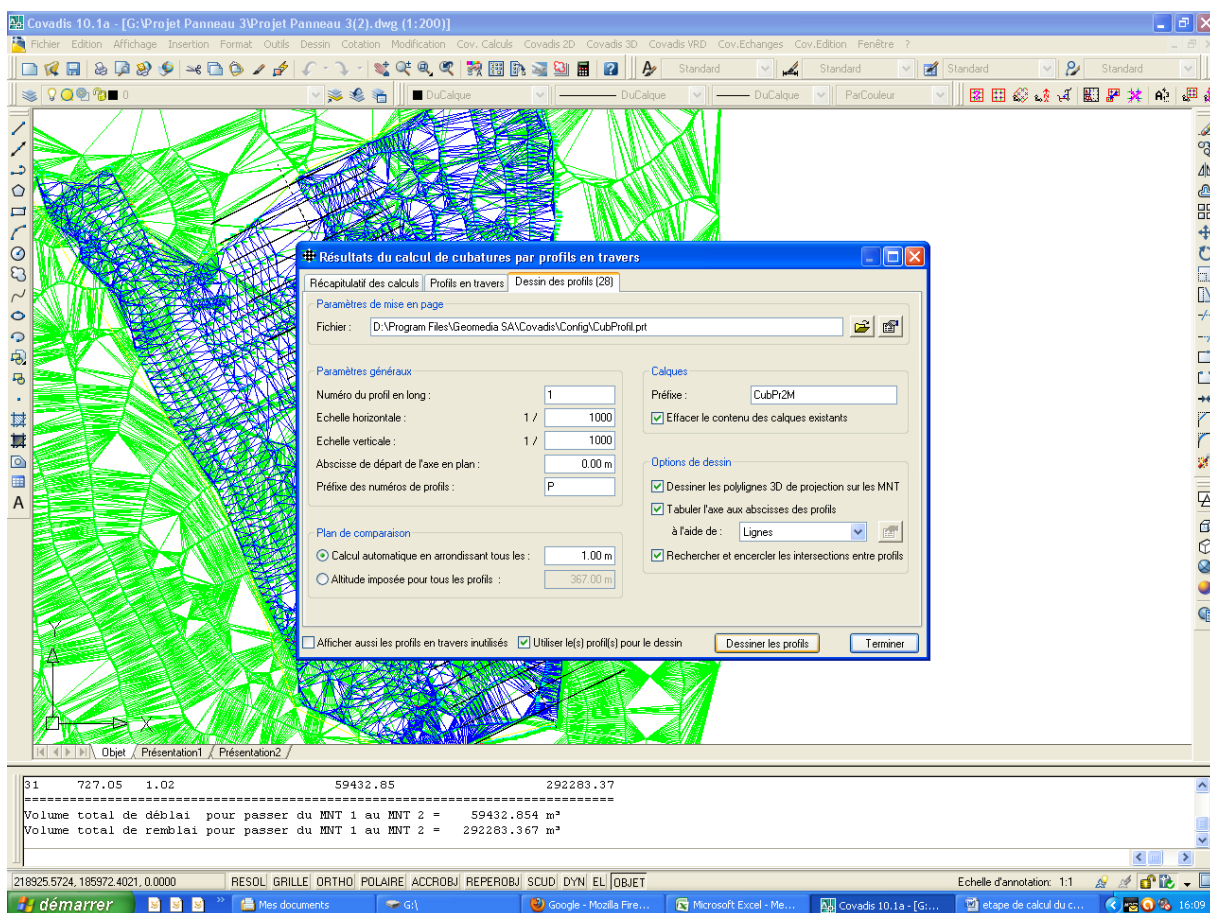 Covadis 10.1a - [G:\Projet Panneau 3\Projet Panneau 3(2).dwg (1:200)]
Fichier Edition Affichage Insertion Format Outils Dessin Cotation Modification Cov. Calculs Covadis 2D Covadis 3D Covadis VRD Cov.Echanges Cov.Edition Fenêtre ?
Standard Standard Standard Standard
0 DuCalque DuCalque DuCalque ParCouleur
Résultats du calcul de cubatures par profils en travers
Récapitulatif des calculs Profils en travers Dessin des profils (28)
Paramètres de mise en page
Fichier : D:\Program Files\Geomedia SA\Covadis\Config\CubProfil.prt
Paramètres généraux
Numéro du profil en long : 1
Echelle horizontale : 1 / 1000
Echelle verticale : 1 / 1000
Abscisse de départ de l'axe en plan : 0.00 m
Préfixe des numéros de profils : P
Plan de comparaison
Calcul automatique en arrondissant tous les : 1.00 m
Altitude imposée pour tous les profils : 367.00 m
Calques
Préfixe : CubPr2M
Effacer le contenu des calques existants
Options de dessin
Dessiner les polylignes 3D de projection sur les MNT
Tabuler l'axe aux abscisses des profils
à l'aide de : Lignes
Rechercher et encercler les intersections entre profils
Afficher aussi les profils en travers inutilisés Utiliser le(s) profil(s) pour le dessin Dessiner les profils Terminer
Y
X
Objet Présentation1 Présentation2
31 727.05 1.02 59432.85 292283.37
==========================================================================
Volume total de déblai pour passer du MNT 1 au MNT 2 = 59432.854 m³
Volume total de remblai pour passer du MNT 1 au MNT 2 = 292283.367 m³
218925.5724, 185972.4021, 0.0000 RESOL GRILLE ORTHO POLAIRE ACCROBJ REPEROBJ SCUD DYN EL OBJET Echelle d'annotation: 1:1
démarrer Mes documents G:\ Google - Mozilla Fire... Microsoft Excel - Me... Covadis 10.1a - [G:... etape de calcul du c... 16:09